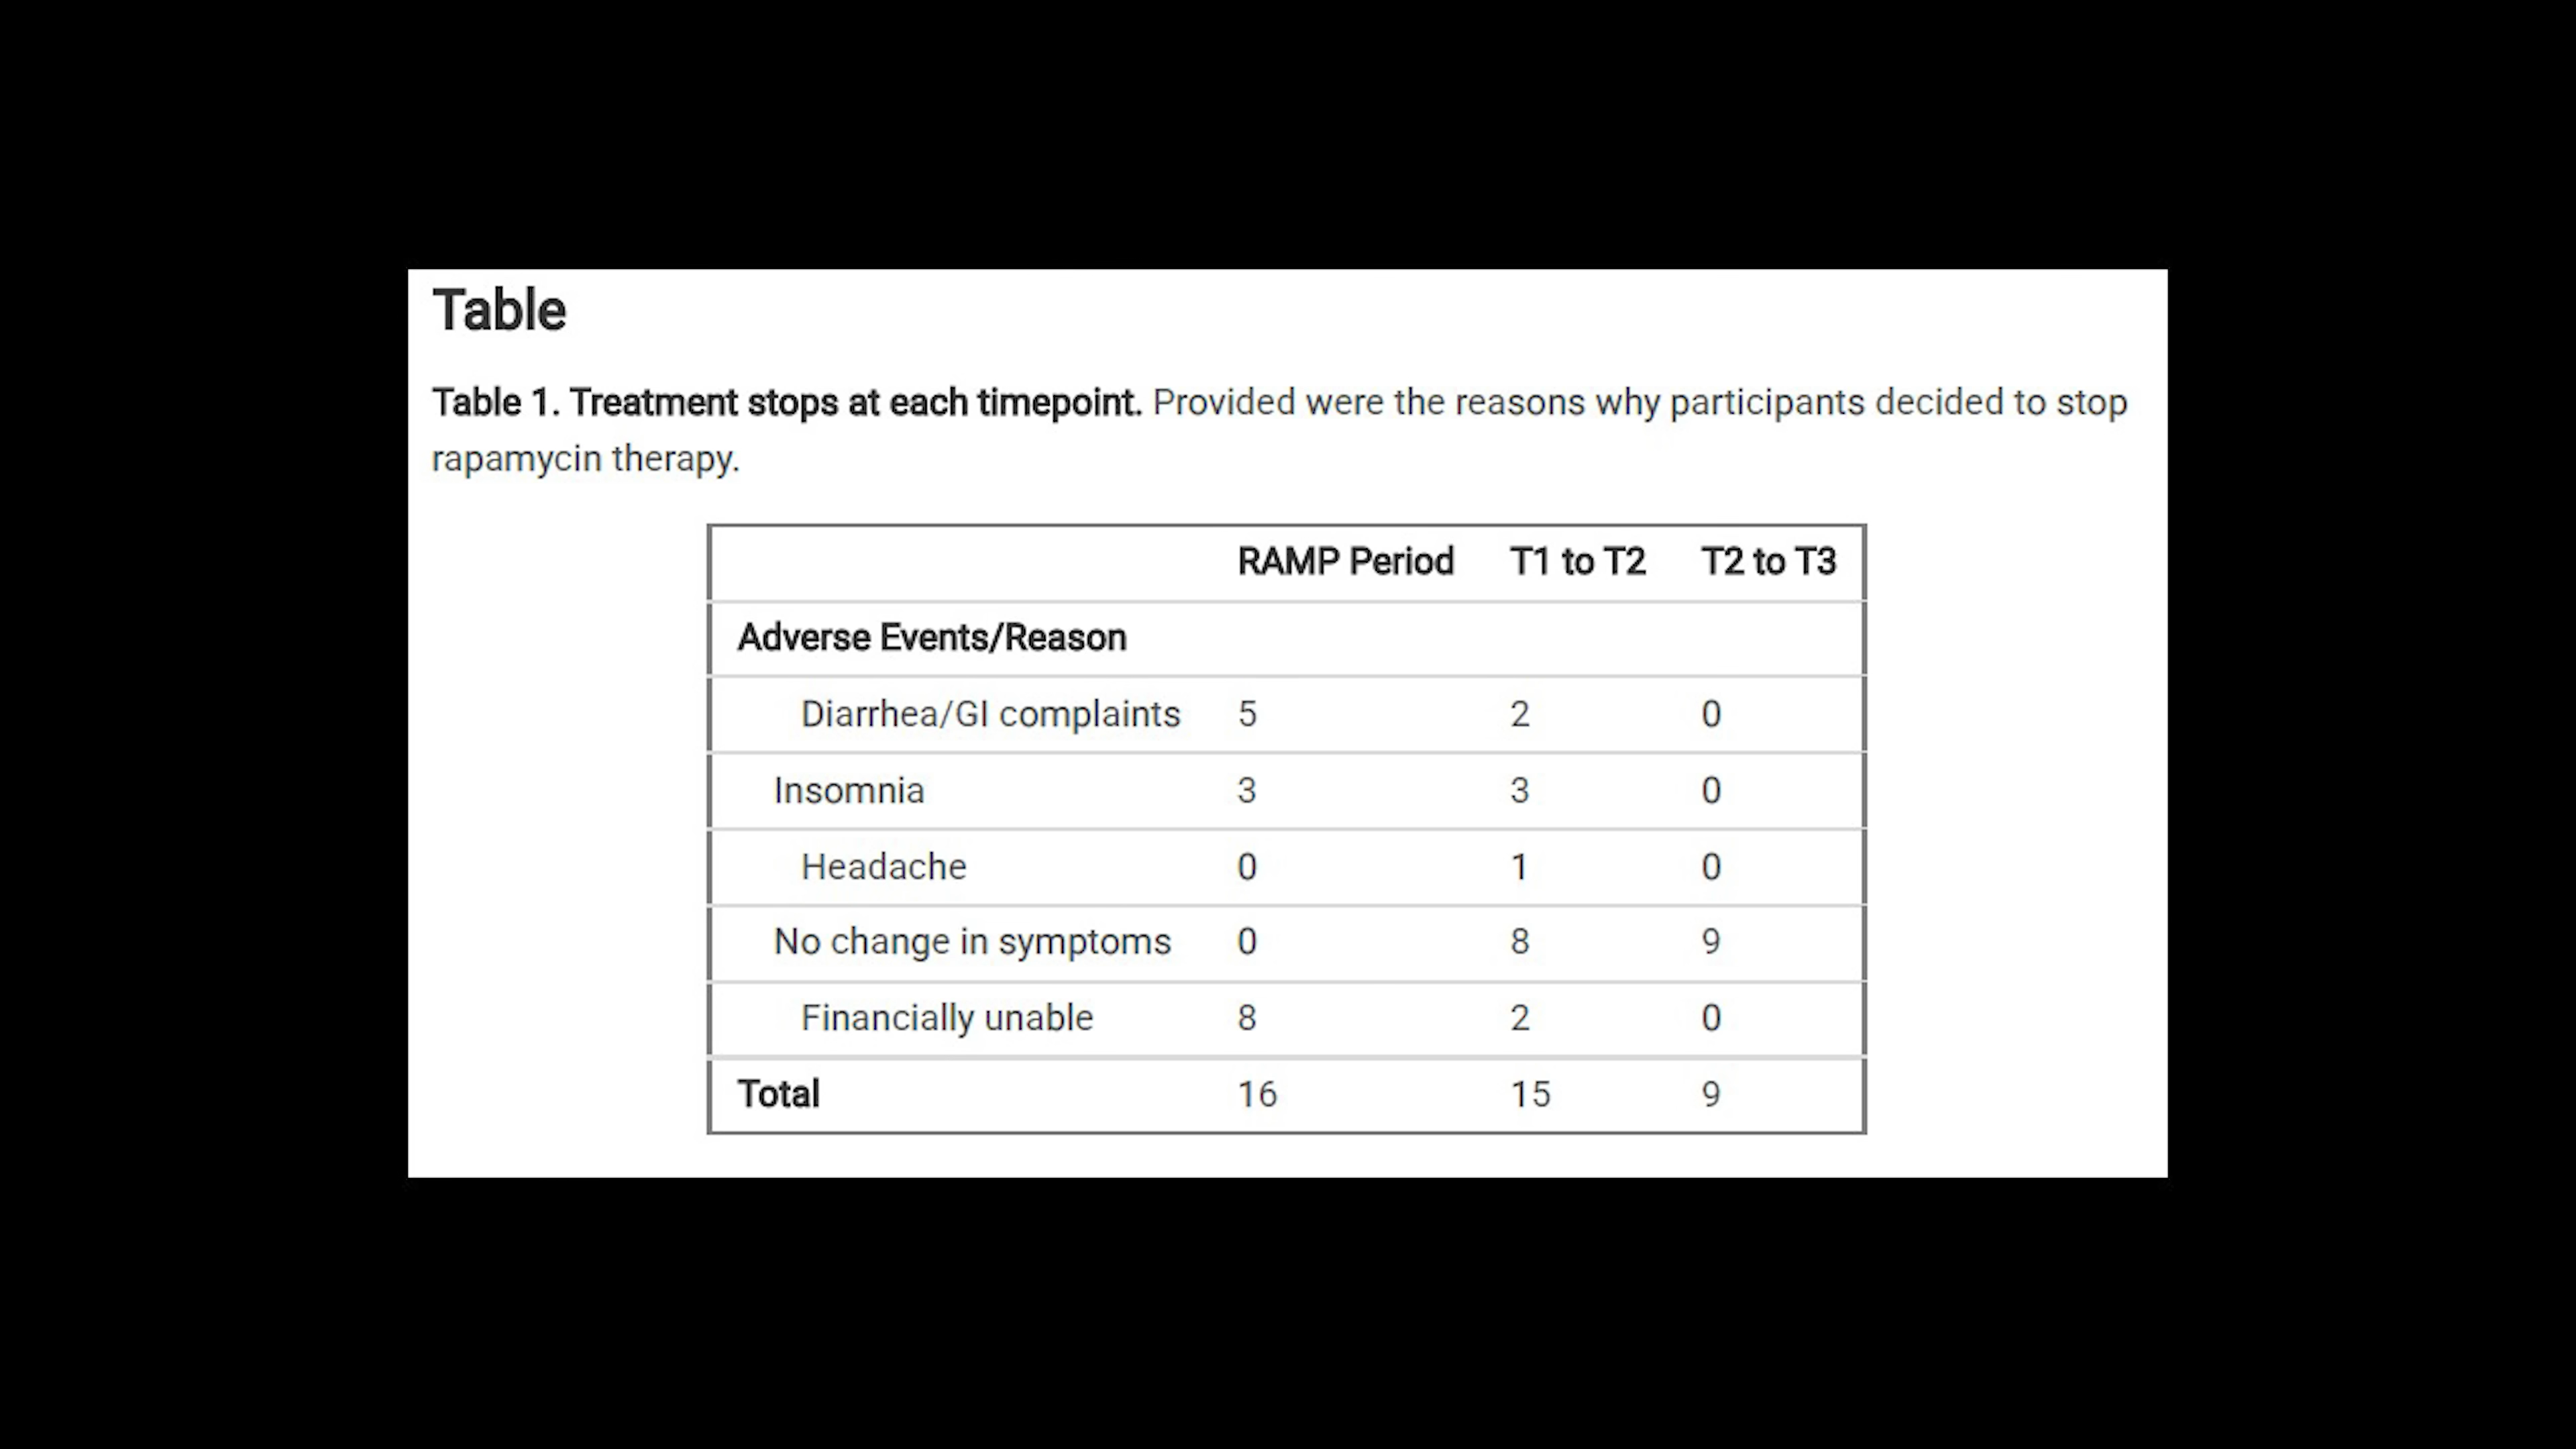 Table
Table 1. Treatment stops at each timepoint. Provided were the reasons why participants decided to stop
rapamycin therapy.
RAMP Period T1 to T2 T2 to T3
Adverse Events/Reason
Diarrhea/GI complaints 5 2 0
Insomnia 3 3 0
Headache 0 1 0
No change in symptoms 0 8 9
Financially unable 8 2 0
Total 16 15 9